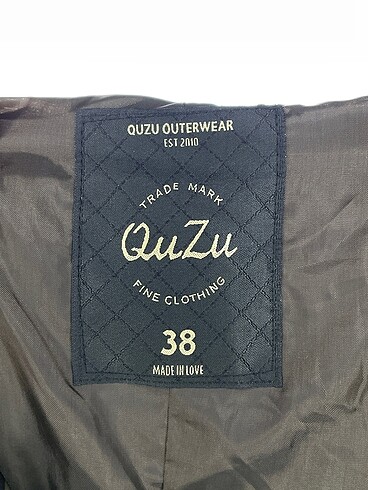 QUZU OUTERWEAR
EST 2010
TRADE MARK
QuZu
FINE CLOTHING
38
MADE IN LOVE